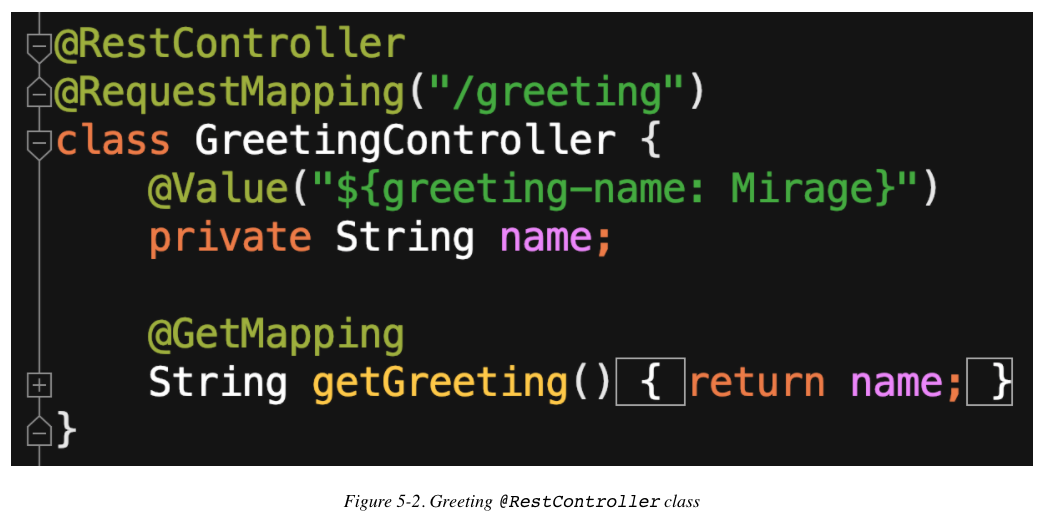 @RestController
@RequestMapping("/greeting")
class GreetingController {
@Value("${greeting-name: Mirage}")
private String name;
@GetMapping
String getGreeting() { return name; }
}
Figure 5-2. Greeting @RestController class